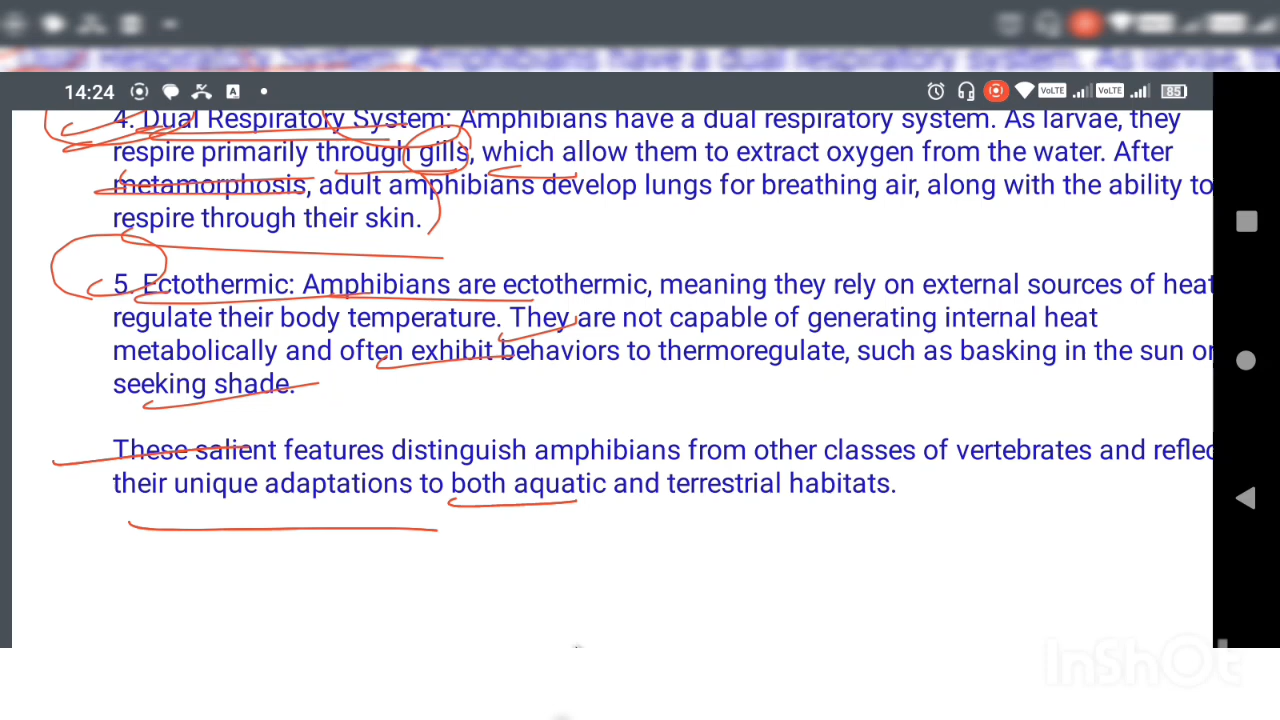 14:24 A VoLTE VoLTE 85
4. Dual Respiratory System: Amphibians have a dual respiratory system. As larvae, they
respire primarily through gills, which allow them to extract oxygen from the water. After
metamorphosis, adult amphibians develop lungs for breathing air, along with the ability to
respire through their skin.
5. Ectothermic: Amphibians are ectothermic, meaning they rely on external sources of heat
regulate their body temperature. They are not capable of generating internal heat
metabolically and often exhibit behaviors to thermoregulate, such as basking in the sun or
seeking shade.
These salient features distinguish amphibians from other classes of vertebrates and reflec
their unique adaptations to both aquatic and terrestrial habitats.
InShOt